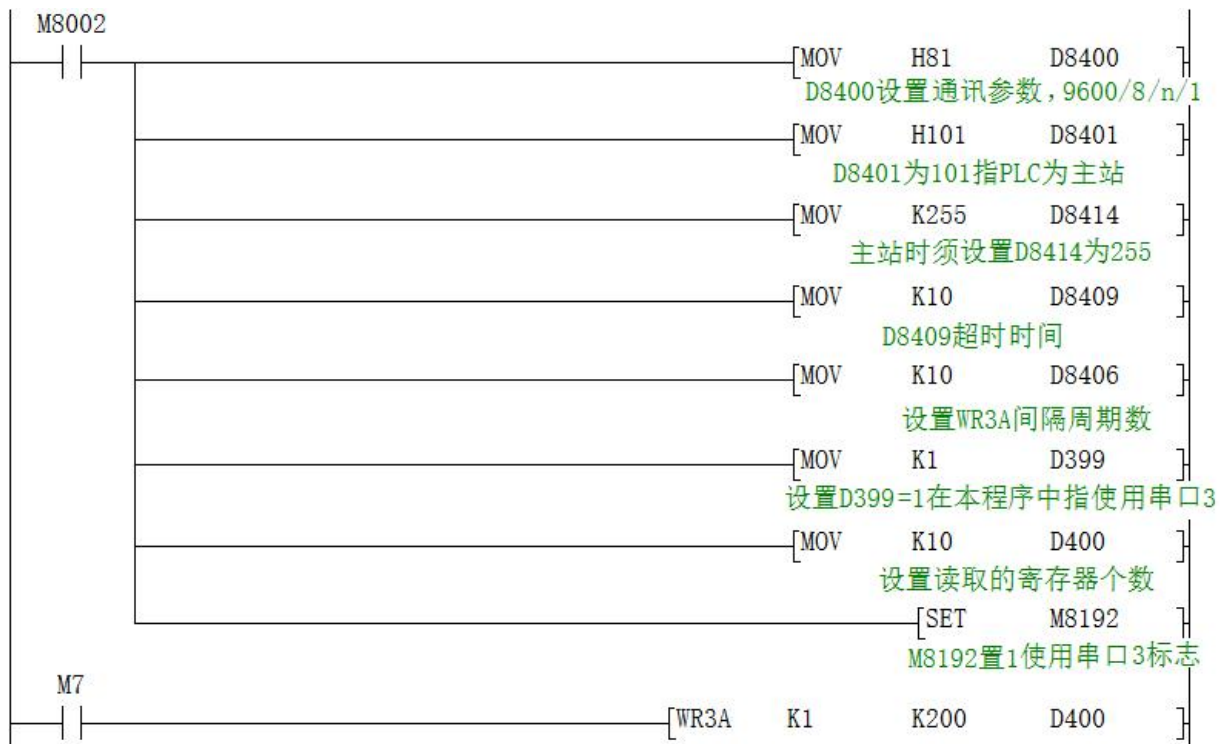 M8002
MOV H81 D8400
D8400设置通讯参数，9600/8/n/1
MOV H101 D8401
D8401为101指PLC为主站
MOV K255 D8414
主站时须设置D8414为255
MOV K10 D8409
D8409超时时间
MOV K10 D8406
设置WR3A间隔周期数
MOV K1 D399
设置D399=1在本程序中指使用串口3
MOV K10 D400
设置读取的寄存器个数
SET M8192
M8192置1使用串口3标志
M7
WR3A K1 K200 D400